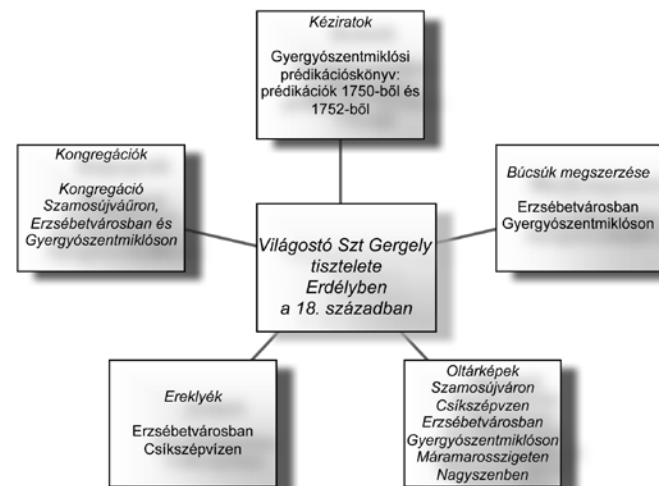 Kéziratok
Gyergyószentmiklósi
prédikációskönyv:
prédikációk 1750-ből és
1752-ből
Kongregációk
Kongregáció
Szamosújváűron,
Erzsébetvárosban és
Gyergyószentmiklóson
Búcsúk megszerzése
Erzsébetvárosban
Gyergyószentmiklóson
Világostó Szt Gergely
tisztelete
Erdélyben
a 18. században
Ereklyék
Erzsébetvárosban
Csíkszépvízen
Oltárképek
Szamosújváron
Csíkszépvzen
Erzsébetvárosban
Gyergyószentmiklóson
Máramarosszigeten
Nagyszenben